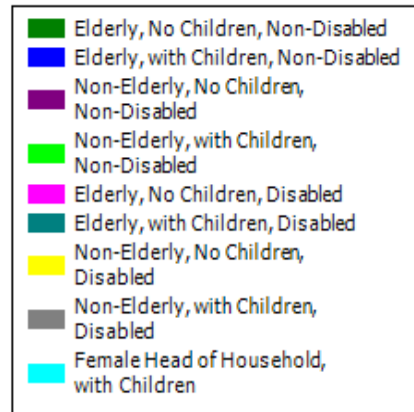 Elderly, No Children, Non-Disabled
Elderly, with Children, Non-Disabled
Non-Elderly, No Children,
Non-Disabled
Non-Elderly, with Children,
Non-Disabled
Elderly, No Children, Disabled
Elderly, with Children, Disabled
Non-Elderly, No Children,
Disabled
Non-Elderly, with Children,
Disabled
Female Head of Household,
with Children